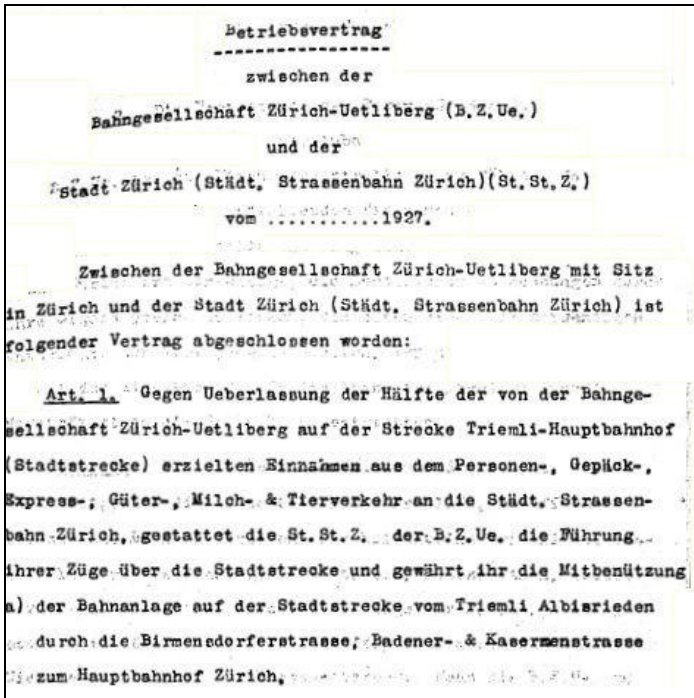 Betriebsvertrag
zwischen der
Bahngesellschaft Zürich-Uetliberg (B.Z.Ue.)
und der
Stadt Zürich (Städt. Strassenbahn Zürich)(St.St.Z.)
vom ...........1927.
Zwischen der Bahngesellschaft Zürich-Uetliberg mit Sitz
in Zürich und der Stadt Zürich (Städt. Strassenbahn Zürich) ist
folgender Vertrag abgeschlossen worden:
Art. 1. Gegen Ueberlassung der Hälfte der von der Bahnge-
sellschaft Zürich-Uetliberg auf der Strecke Triemli-Hauptbahnhof
(Stadtstrecke) erzielten Einnahmen aus dem Personen-, Gepäck-,
Express-, Güter-, Milch- & Tierverkehr an die Städt. Strassen-
bahn Zürich, gestattet die St.St.Z. der B.Z.Ue. die Führung
ihrer Züge über die Stadtstrecke und gewährt ihr die Mitbenützung
a) der Bahnanlage auf der Stadtstrecke vom Triemli Albisrieden
durch die Birmensdorferstrasse, Badener- & Kasernenstrasse
zum Hauptbahnhof Zürich,